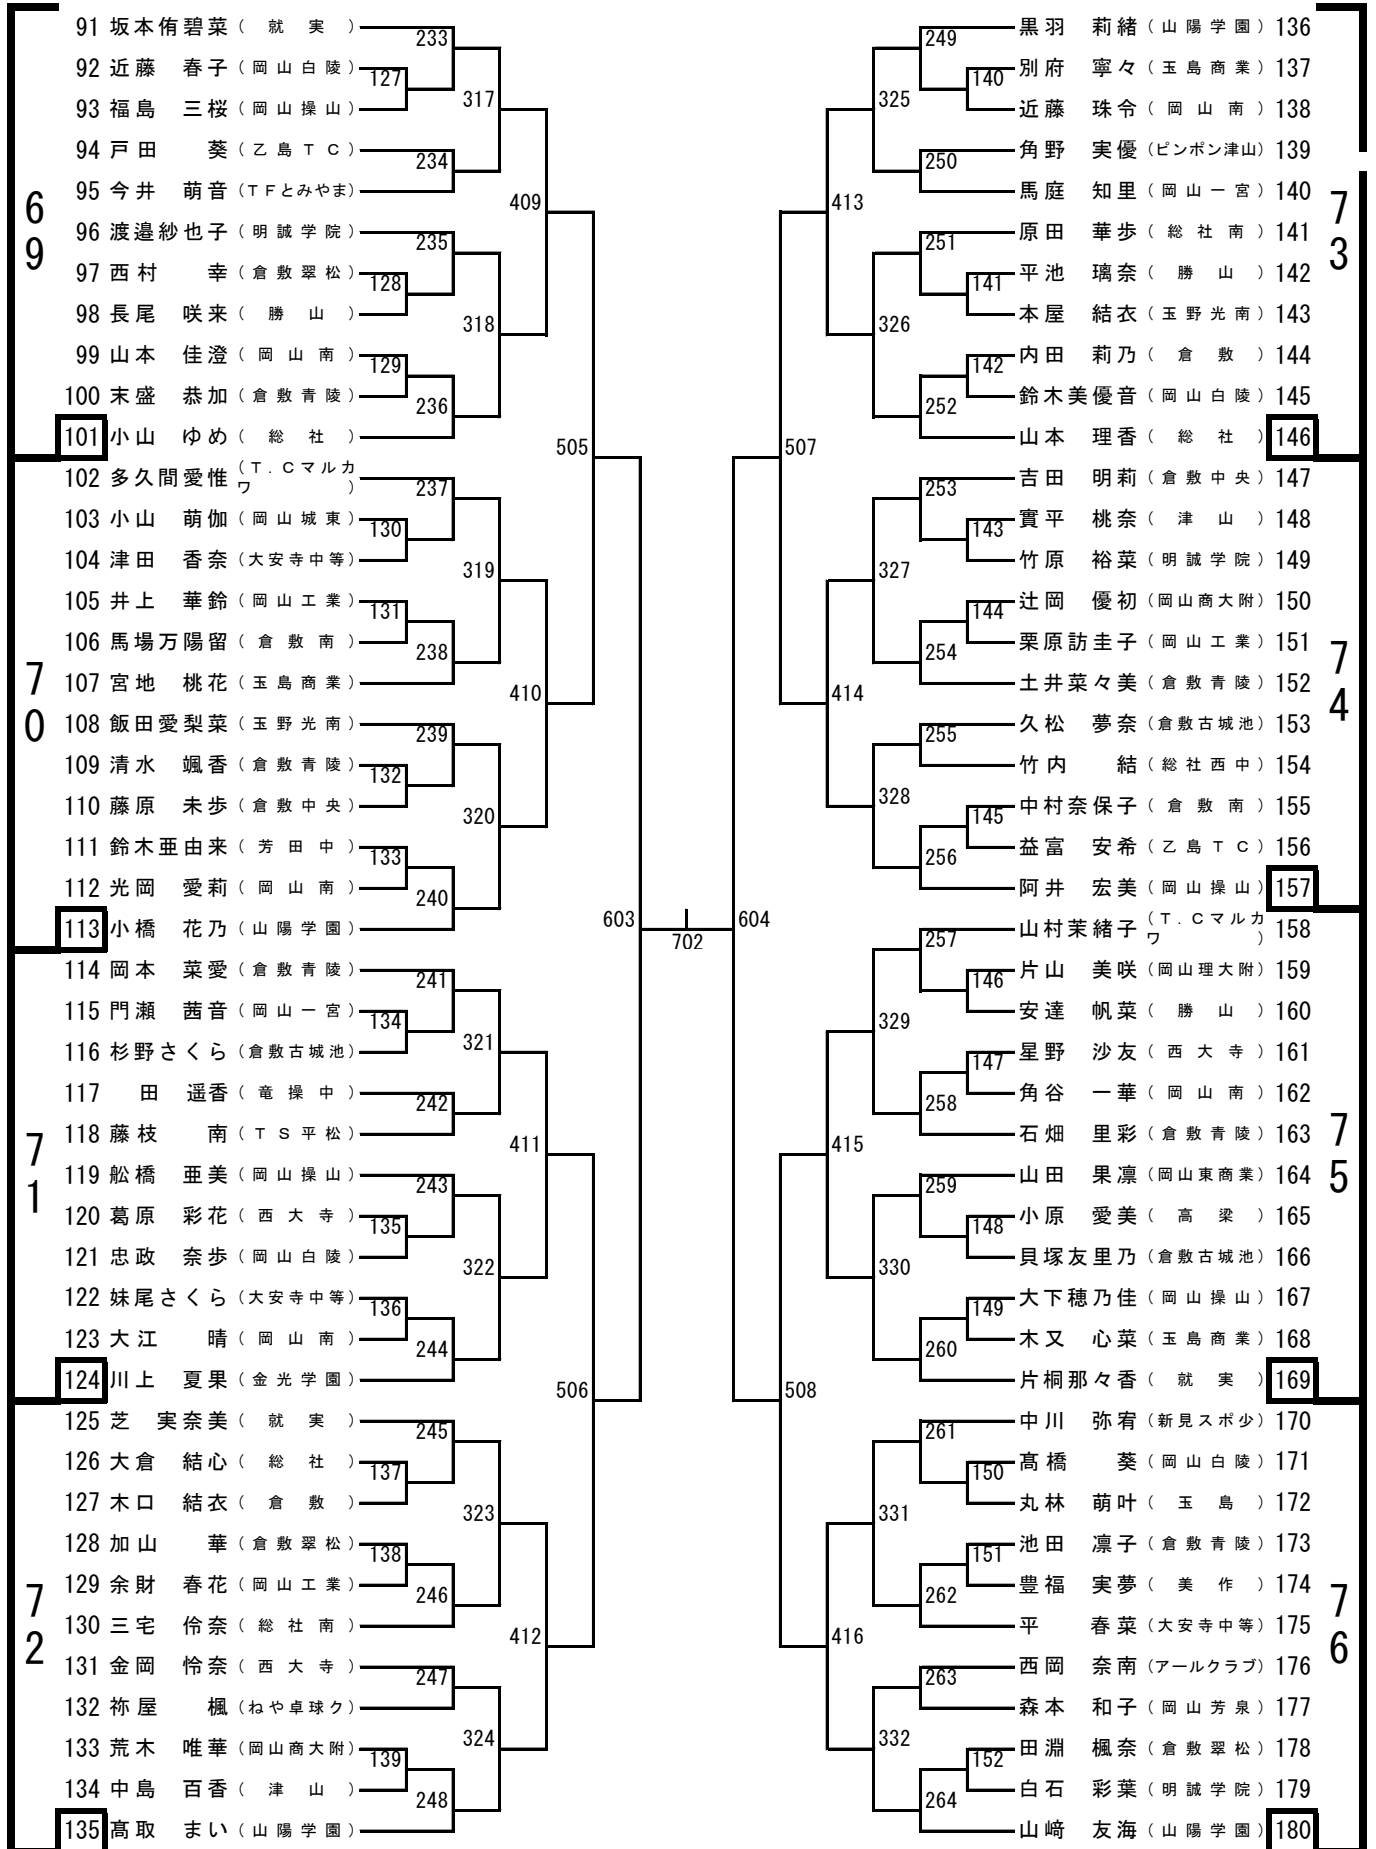 91 坂本侑碧菜 (就実)
92 近藤 春子 (岡山白陵)
93 福島 三桜 (岡山操山)
94 戸田 葵 (乙島TC)
95 今井 萌音 (TFとみやま)
96 渡邉紗也子 (明誠学院)
97 西村 幸 (倉敷翠松)
98 長尾 咲来 (勝山)
99 山本 佳澄 (岡山南)
100 末盛 恭加 (倉敷青陵)
101 小山 ゆめ (総社)
102 多久間愛惟 (T.Cマルカワ)
103 小山 萌伽 (岡山城東)
104 津田 香奈 (大安寺中等)
105 井上 華鈴 (岡山工業)
106 馬場万陽留 (倉敷南)
107 宮地 桃花 (玉島商業)
108 飯田愛梨菜 (玉野光南)
109 清水 颯香 (倉敷青陵)
110 藤原 未歩 (倉敷中央)
111 鈴木亜由来 (芳田中)
112 光岡 愛莉 (岡山南)
113 小橋 花乃 (山陽学園)
114 岡本 菜愛 (倉敷青陵)
115 門瀬 茜音 (岡山一宮)
116 杉野さくら (倉敷古城池)
117 田 遥香 (竜操中)
118 藤枝 南 (TS平松)
119 舩橋 亜美 (岡山操山)
120 葛原 彩花 (西大寺)
121 忠政 奈歩 (岡山白陵)
122 妹尾さくら (大安寺中等)
123 大江 晴 (岡山南)
124 川上 夏果 (金光学園)
125 芝 実奈美 (就実)
126 大倉 結心 (総社)
127 木口 結衣 (倉敷)
128 加山 華 (倉敷翠松)
129 余財 春花 (岡山工業)
130 三宅 伶奈 (総社南)
131 金岡 怜奈 (西大寺)
132 祢屋 楓 (ねや卓球ク)
133 荒木 唯華 (岡山商大附)
134 中島 百香 (津山)
135 髙取 まい (山陽学園)
69
70
71
72
233
127
234
235
128
129
236
237
130
131
238
239
132
133
240
241
134
242
243
135
136
244
245
137
138
246
247
139
248
317
318
319
320
321
322
323
324
409
410
411
412
505
506
603
702
604
507
508
413
414
415
416
325
326
327
328
329
330
331
332
249
140
250
251
141
142
252
253
143
144
254
255
145
256
257
146
147
258
259
148
149
260
261
150
151
262
263
152
264
黒羽 莉緒 (山陽学園) 136
別府 寧々 (玉島商業) 137
近藤 珠令 (岡山南) 138
角野 実優 (ピンポン津山) 139
馬庭 知里 (岡山一宮) 140
原田 華歩 (総社南) 141
平池 璃奈 (勝山) 142
本屋 結衣 (玉野光南) 143
内田 莉乃 (倉敷) 144
鈴木美優音 (岡山白陵) 145
山本 理香 (総社) 146
吉田 明莉 (倉敷中央) 147
實平 桃奈 (津山) 148
竹原 裕菜 (明誠学院) 149
辻岡 優初 (岡山商大附) 150
栗原訪圭子 (岡山工業) 151
土井菜々美 (倉敷青陵) 152
久松 夢奈 (倉敷古城池) 153
竹内 結 (総社西中) 154
中村奈保子 (倉敷南) 155
益富 安希 (乙島TC) 156
阿井 宏美 (岡山操山) 157
山村茉緒子 (T.Cマルカワ) 158
片山 美咲 (岡山理大附) 159
安達 帆菜 (勝山) 160
星野 沙友 (西大寺) 161
角谷 一華 (岡山南) 162
石畑 里彩 (倉敷青陵) 163
山田 果凛 (岡山東商業) 164
小原 愛美 (高梁) 165
貝塚友里乃 (倉敷古城池) 166
大下穂乃佳 (岡山操山) 167
木又 心菜 (玉島商業) 168
片桐那々香 (就実) 169
中川 弥宥 (新見スポ少) 170
髙橋 葵 (岡山白陵) 171
丸林 萌叶 (玉島) 172
池田 凛子 (倉敷青陵) 173
豊福 実夢 (美作) 174
平 春菜 (大安寺中等) 175
西岡 奈南 (アールクラブ) 176
森本 和子 (岡山芳泉) 177
田淵 楓奈 (倉敷翠松) 178
白石 彩葉 (明誠学院) 179
山﨑 友海 (山陽学園) 180
73
74
75
76